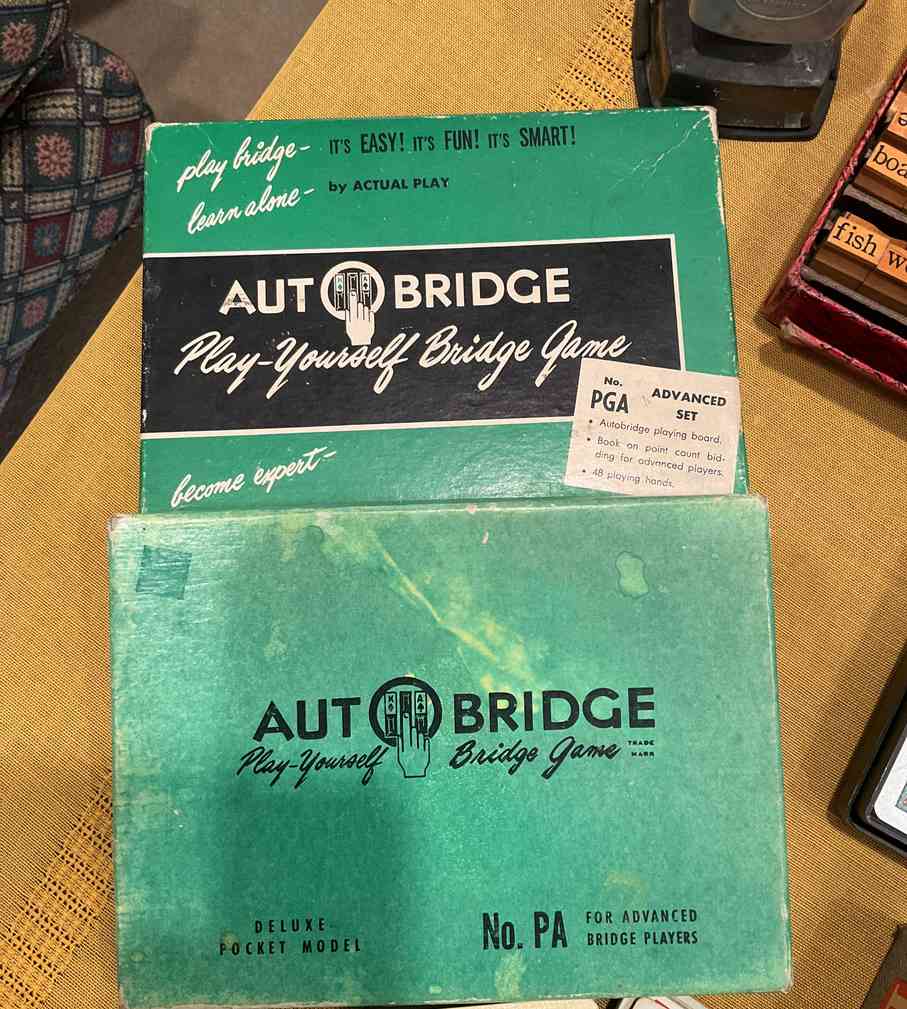 play bridge- IT'S EASY! IT'S FUN! IT'S SMART!
learn alone- by ACTUAL PLAY
AUTOBRIDGE
Play-Yourself Bridge Game
No. PGA ADVANCED SET
• Autobridge playing board.
• Book on point count bid-
ding for advanced players.
• 48 playing hands.
become expert-
AUTOBRIDGE
Play-Yourself Bridge Game TRADE MARK
DELUXE
POCKET MODEL
No. PA FOR ADVANCED
BRIDGE PLAYERS
fish